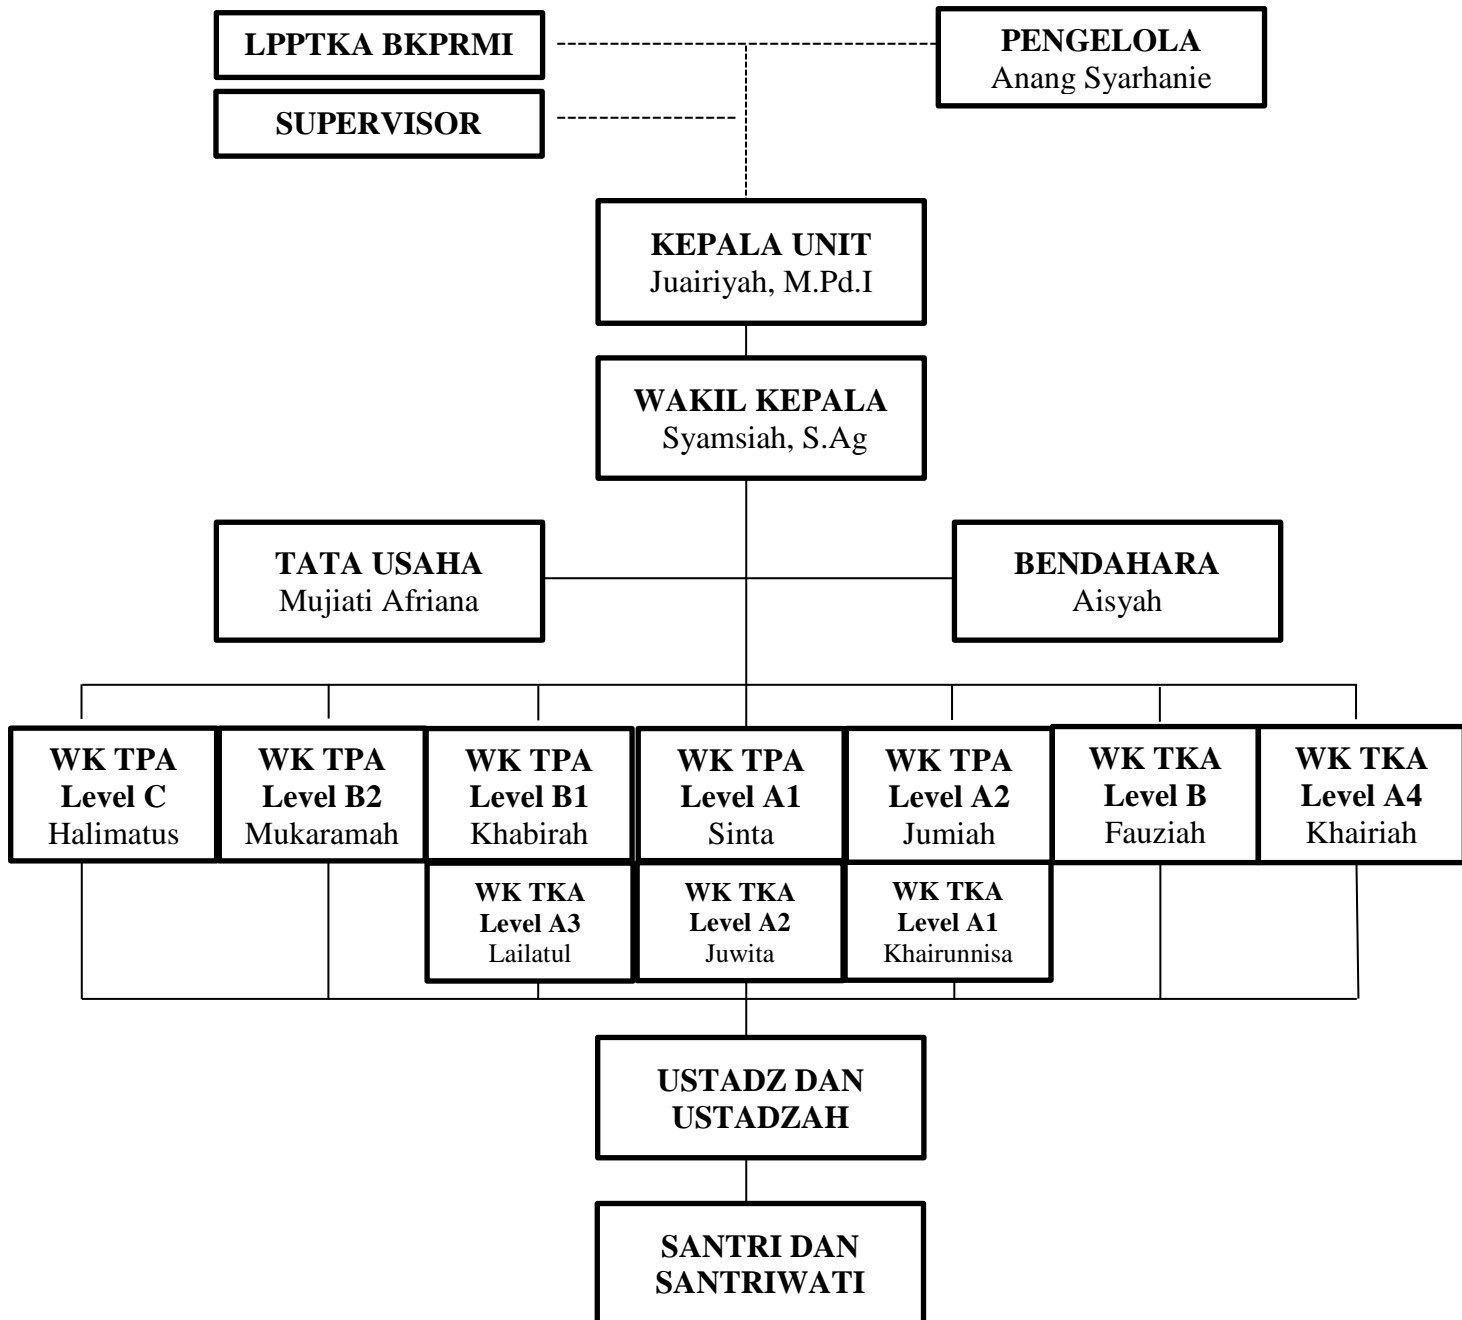 LPPTKA BKPRMI
PENGELOLA
Anang Syarhanie
SUPERVISOR
KEPALA UNIT
Juairiyah, M.Pd.I
WAKIL KEPALA
Syamsiah, S.Ag
TATA USAHA
Mujiati Afriana
BENDAHARA
Aisyah
WK TPA
Level C
Halimatus
WK TPA
Level B2
Mukaramah
WK TPA
Level B1
Khabirah
WK TPA
Level A1
Sinta
WK TPA
Level A2
Jumiah
WK TKA
Level B
Fauziah
WK TKA
Level A4
Khairiah
WK TKA
Level A3
Lailatul
WK TKA
Level A2
Juwita
WK TKA
Level A1
Khairunnisa
USTADZ DAN
USTADZAH
SANTRI DAN
SANTRIWATI